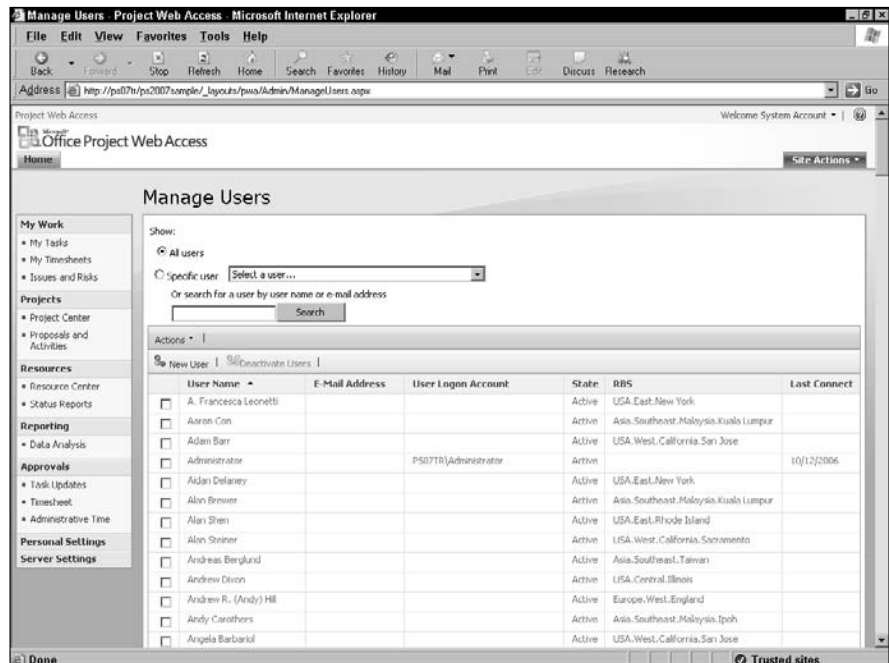 Manage Users - Project Web Access - Microsoft Internet Explorer
File Edit View Favorites Tools Help
Back Forward Stop Refresh Home Search Favorites History Mail Print Edit Discuss Research
Address http://ps07tr/ps2007sample/_layouts/pwa/Admin/ManageUsers.aspx Go
Project Web Access Welcome System Account
Microsoft
Office Project Web Access
Home Site Actions
Manage Users
My Work
My Tasks
My Timesheets
Issues and Risks
Projects
Project Center
Proposals and
Activities
Resources
Resource Center
Status Reports
Reporting
Data Analysis
Approvals
Task Updates
Timesheet
Administrative Time
Personal Settings
Server Settings
Show:
All users
Specific user Select a user...
Or search for a user by user name or e-mail address
Search
Actions
New User Deactivate Users
User Name E-Mail Address User Logon Account State RBS Last Connect
A. Francesca Leonetti Active USA.East.New York
Aaron Con Active Asia.Southeast.Malaysia.Kuala Lumpur
Adam Barr Active USA.West.California.San Jose
Administrator PS07TR\Administrator Active 10/12/2006
Aidan Delaney Active USA.East.New York
Alan Brewer Active Asia.Southeast.Malaysia.Kuala Lumpur
Alan Shen Active USA.East.Rhode Island
Alan Steiner Active USA.West.California.Sacramento
Andreas Berglund Active Asia.Southeast.Taiwan
Andrew Dixon Active USA.Central.Illinois
Andrew R. (Andy) Hill Active Europe.West.England
Andy Carothers Active Asia.Southeast.Malaysia.Ipoh
Angela Barbariol Active USA.West.California.San Jose
Done Trusted sites